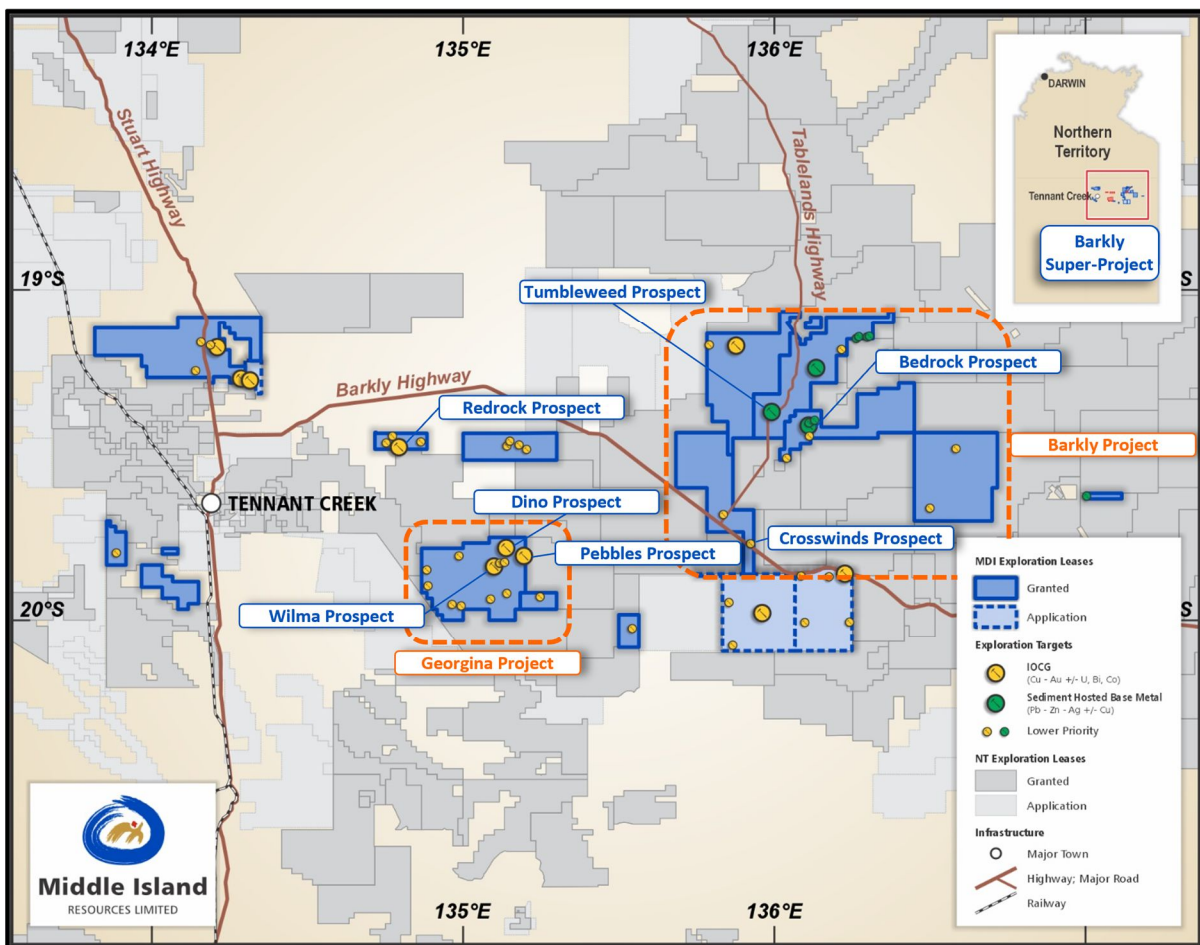 134°E
135°E
136°E
Stuart Highway
Tablelands Highway
DARWIN
Northern
Territory
Tennant Creek
Barkly
Super-Project
19°S
S
Tumbleweed Prospect
Bedrock Prospect
Barkly Highway
Redrock Prospect
Barkly Project
TENNANT CREEK
Dino Prospect
Crosswinds Prospect
Pebbles Prospect
20°S
S
Wilma Prospect
Georgina Project
MDI Exploration Leases
Granted
Application
Exploration Targets
IOCG
(Cu - Au +/- U, Bi, Co)
Sediment Hosted Base Metal
(Pb - Zn - Ag +/- Cu)
Lower Priority
NT Exploration Leases
Granted
Application
Infrastructure
Major Town
Highway; Major Road
Railway
Middle Island
RESOURCES LIMITED
135°E
136°E